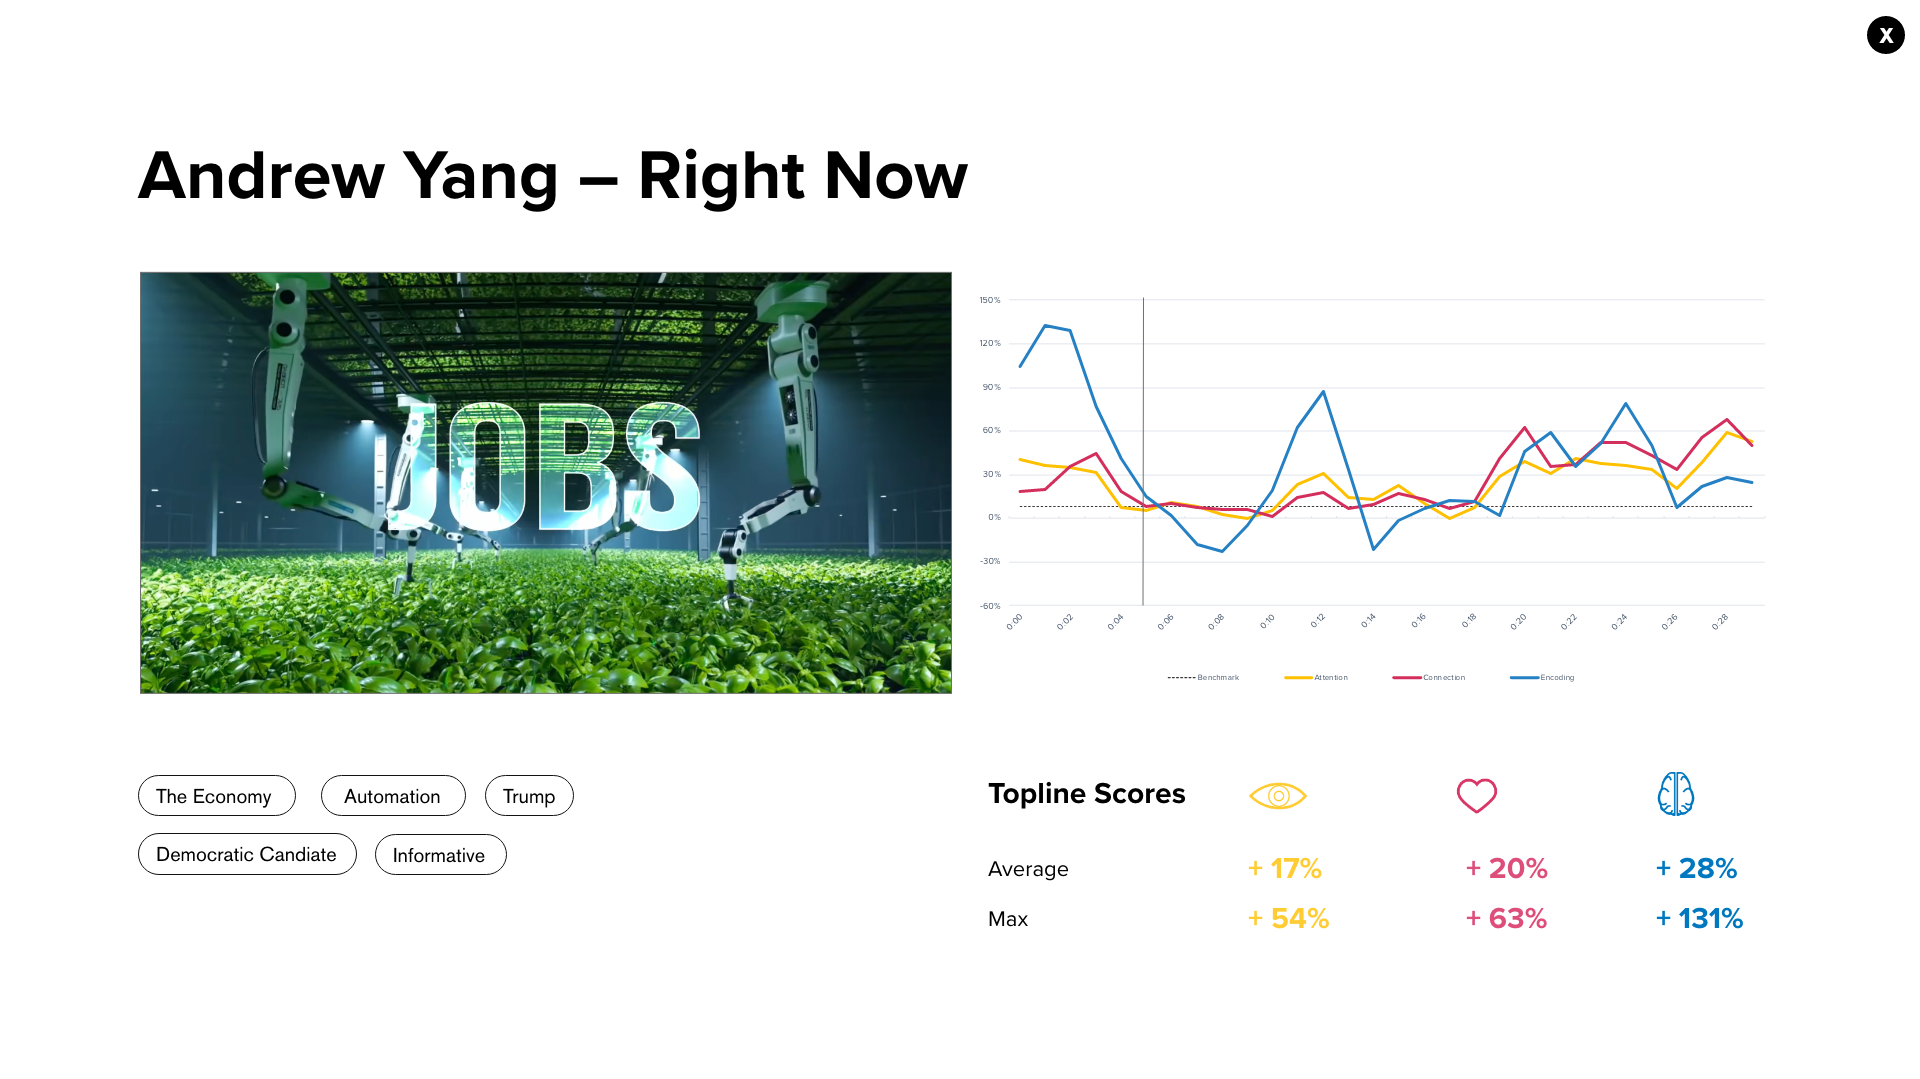 X
Andrew Yang – Right Now
JOBS
150%
120%
90%
60%
30%
0%
-30%
-60%
0:00 0:02 0:04 0:06 0:08 0:10 0:12 0:14 0:16 0:18 0:20 0:22 0:24 0:26 0:28
Benchmark Attention Connection Encoding
The Economy Automation Trump
Democratic Candiate Informative
Topline Scores
Average + 17% + 20% + 28%
Max + 54% + 63% + 131%